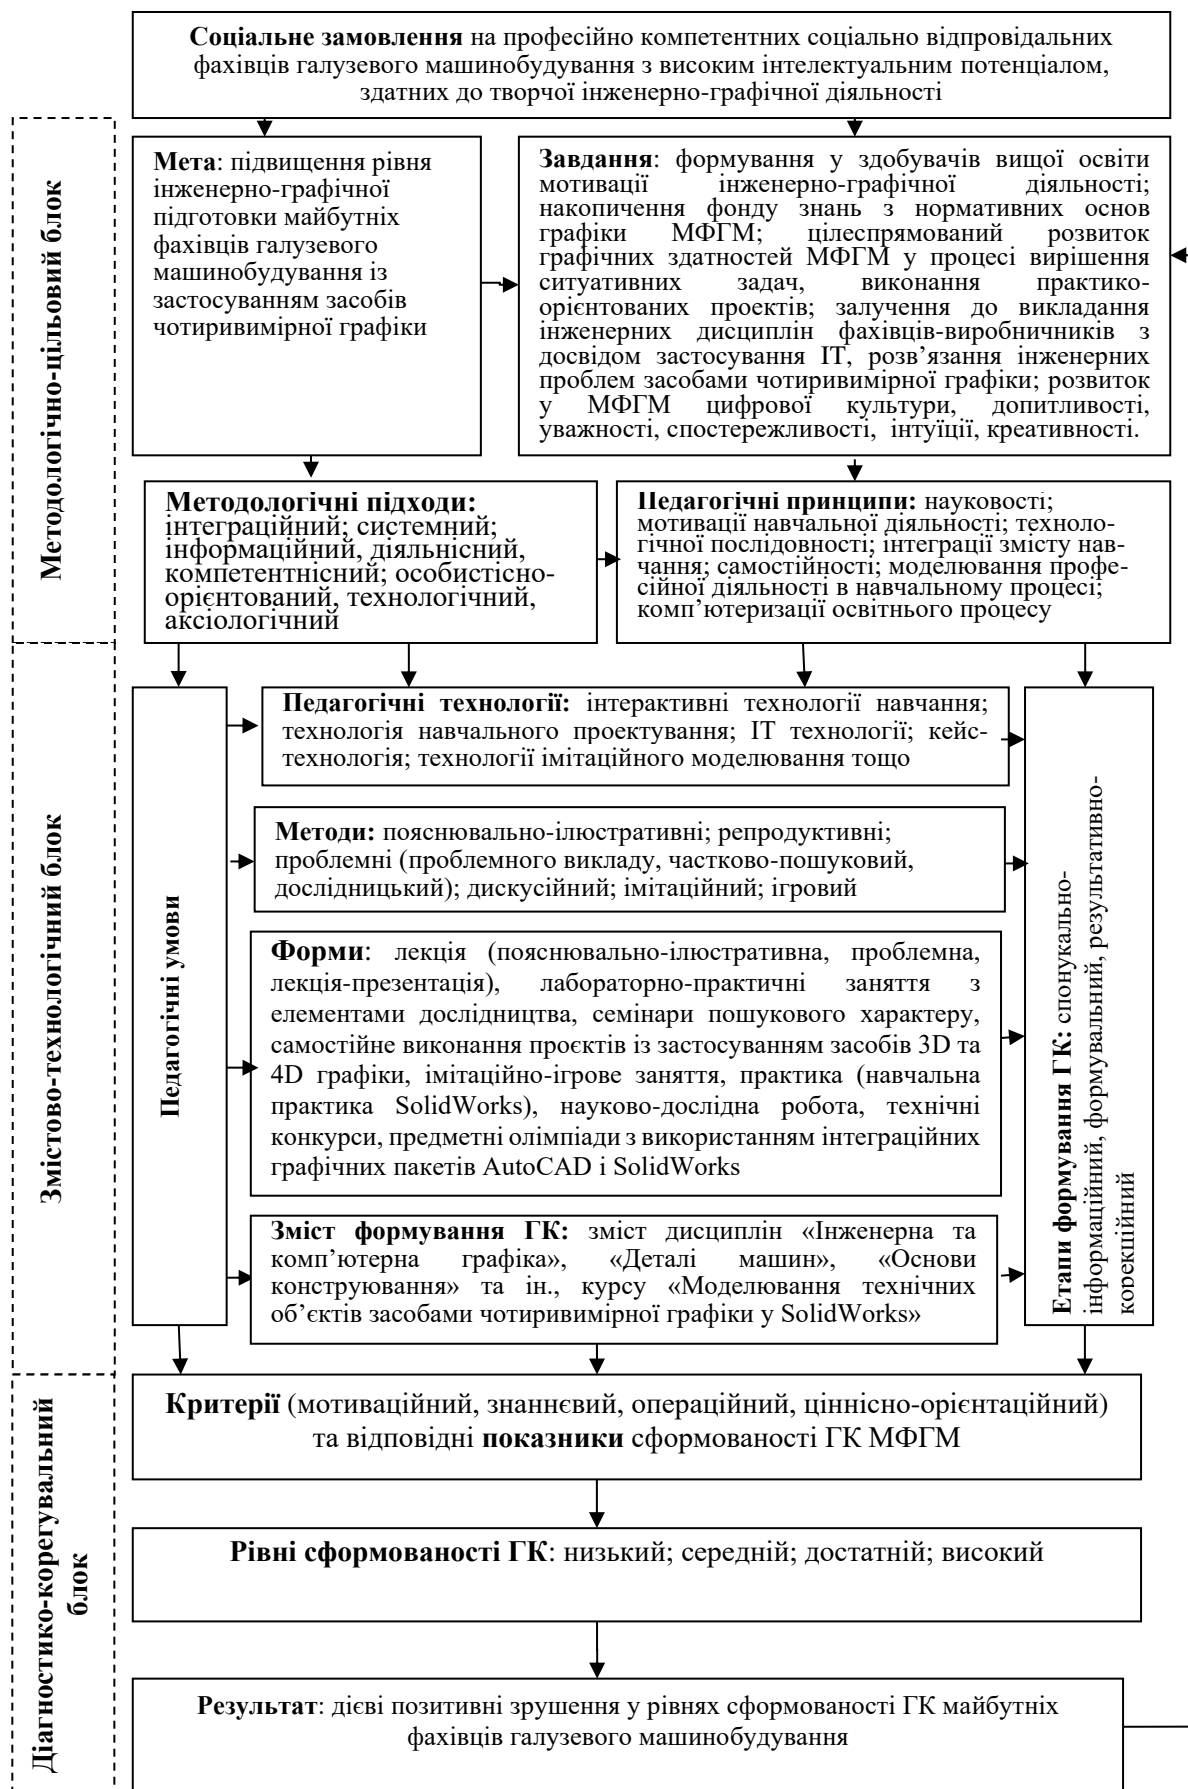 Соціальне замовлення на професійно компетентних соціально відпровідальних
фахівців галузевого машинобудування з високим інтелектуальним потенціалом,
здатних до творчої інженерно-графічної діяльності
Методологічно-цільовий блок
Мета: підвищення рівня
інженерно-графічної
підготовки майбутніх
фахівців галузевого
машинобудування із
застосуванням засобів
чотиривимірної графіки
Завдання: формування у здобувачів вищої освіти
мотивації інженерно-графічної діяльності;
накопичення фонду знань з нормативних основ
графіки МФГМ; цілеспрямований розвиток
графічних здатностей МФГМ у процесі вирішення
ситуативних задач, виконання практико-
орієнтованих проектів; залучення до викладання
інженерних дисциплін фахівців-виробничників з
досвідом застосування ІТ, розв’язання інженерних
проблем засобами чотиривимірної графіки; розвиток
у МФГМ цифрової культури, допитливості,
уважності, спостережливості, інтуїції, креативності.
Методологічні підходи:
інтеграційний; системний;
інформаційний, діяльнісний,
компетентнісний; особистісно-
орієнтований, технологічний,
аксіологічний
Педагогічні принципи: науковості;
мотивації навчальної діяльності; техноло-
гічної послідовності; інтеграції змісту нав-
чання; самостійності; моделювання профе-
сійної діяльності в навчальному процесі;
комп’ютеризації освітнього процесу
Змістово-технологічний блок
Педагогічні умови
Педагогічні технології: інтерактивні технології навчання;
технологія навчального проектування; ІТ технології; кейс-
технологія; технології імітаційного моделювання тощо
Методи: пояснювально-ілюстративні; репродуктивні;
проблемні (проблемного викладу, частково-пошуковий,
дослідницький); дискусійний; імітаційний; ігровий
Форми: лекція (пояснювально-ілюстративна, проблемна,
лекція-презентація), лабораторно-практичні заняття з
елементами дослідництва, семінари пошукового характеру,
самостійне виконання проєктів із застосуванням засобів 3D та
4D графіки, імітаційно-ігрове заняття, практика (навчальна
практика SolidWorks), науково-дослідна робота, технічні
конкурси, предметні олімпіади з використанням інтеграційних
графічних пакетів AutoCAD і SolidWorks
Зміст формування ГК: зміст дисциплін «Інженерна та
комп’ютерна графіка», «Деталі машин», «Основи
конструювання» та ін., курсу «Моделювання технічних
об’єктів засобами чотиривимірної графіки у SolidWorks»
Етапи формування ГК: спонукально-
інформаційний, формувальний, результативно-
корекційний
Діагностико-корегувальний
блок
Критерії (мотиваційний, знаннєвий, операційний, ціннісно-орієнтаційний)
та відповідні показники сформованості ГК МФГМ
Рівні сформованості ГК: низький; середній; достатній; високий
Результат: дієві позитивні зрушення у рівнях сформованості ГК майбутніх
фахівців галузевого машинобудування